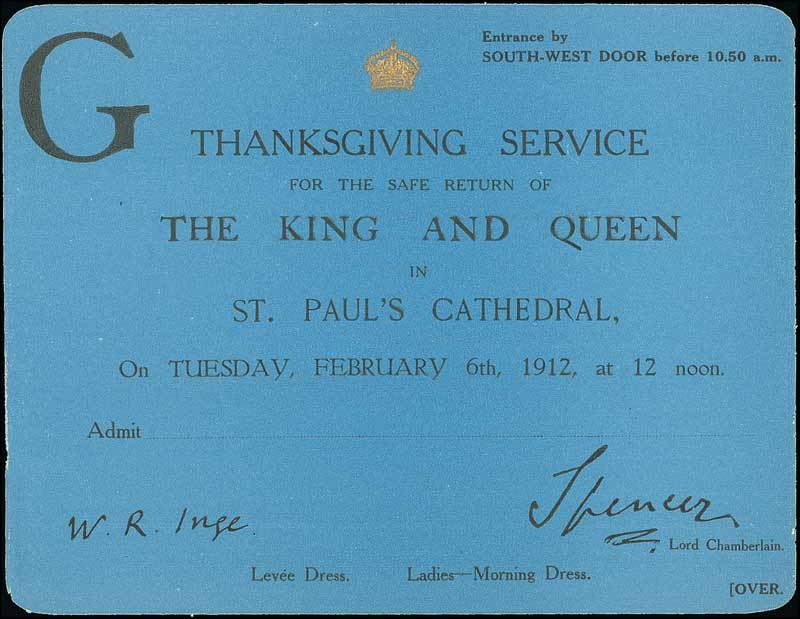 G
Entrance by
SOUTH-WEST DOOR before 10.50 a.m.
THANKSGIVING SERVICE
FOR THE SAFE RETURN OF
THE KING AND QUEEN
IN
ST. PAUL'S CATHEDRAL,
On TUESDAY, FEBRUARY 6th, 1912, at 12 noon.
Admit
W. R. Inge.
Spencer
Lord Chamberlain.
Levée Dress. Ladies—Morning Dress.
[OVER.